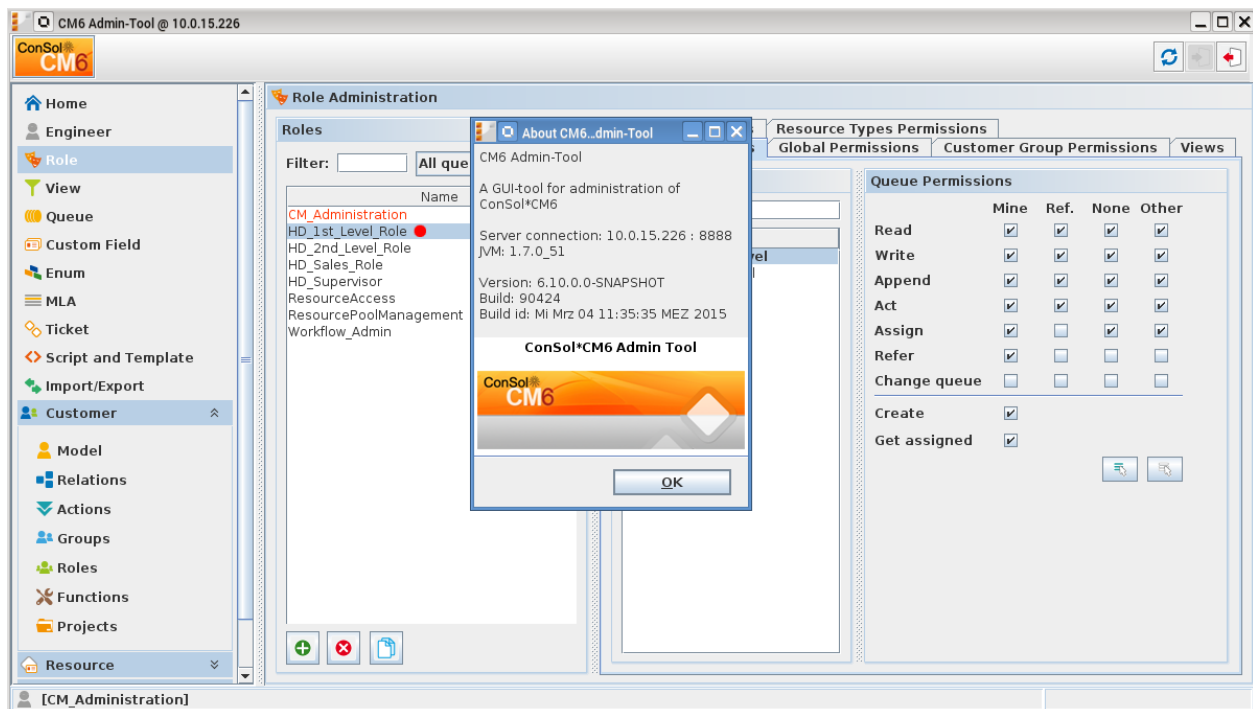 CM6 Admin-Tool @ 10.0.15.226
ConSol*
CM6
Home
Engineer
Role
View
Queue
Custom Field
Enum
MLA
Ticket
Script and Template
Import/Export
Customer
Model
Relations
Actions
Groups
Roles
Functions
Projects
Resource
Role Administration
Roles
Filter:
All que
Name
CM_Administration
HD_1st_Level_Role
HD_2nd_Level_Role
HD_Sales_Role
HD_Supervisor
ResourceAccess
ResourcePoolManagement
Workflow_Admin
About CM6...dmin-Tool
CM6 Admin-Tool
A GUI-tool for administration of
ConSol*CM6
Server connection: 10.0.15.226 : 8888
JVM: 1.7.0_51
Version: 6.10.0.0-SNAPSHOT
Build: 90424
Build id: Mi Mrz 04 11:35:35 MEZ 2015
ConSol*CM6 Admin Tool
ConSol*
CM6
OK
Resource Types Permissions
Global Permissions Customer Group Permissions Views
Queue Permissions
Mine Ref. None Other
Read
Write
Append
Act
Assign
Refer
Change queue
Create
Get assigned
[CM_Administration]